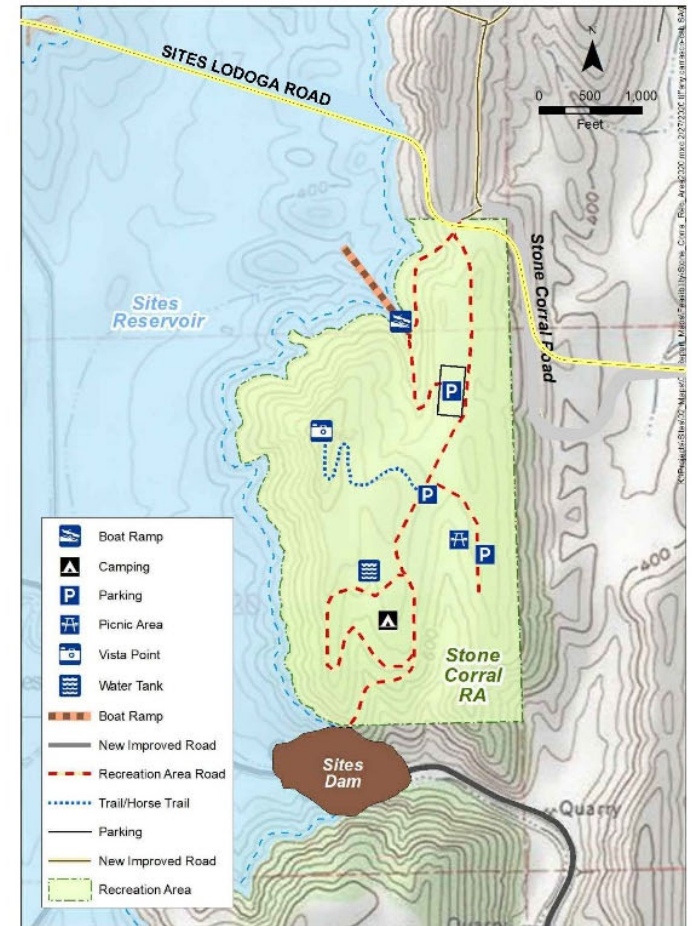 SITES LODOGA ROAD
N
0 500 1,000
Feet
400
400
Stone Corral Road
Sites
Reservoir
400
600
Stone
Corral
RA
Sites
Dam
Quarry
Boat Ramp
Camping
Parking
Picnic Area
Vista Point
Water Tank
Boat Ramp
New Improved Road
Recreation Area Road
Trail/Horse Trail
Parking
New Improved Road
Recreation Area